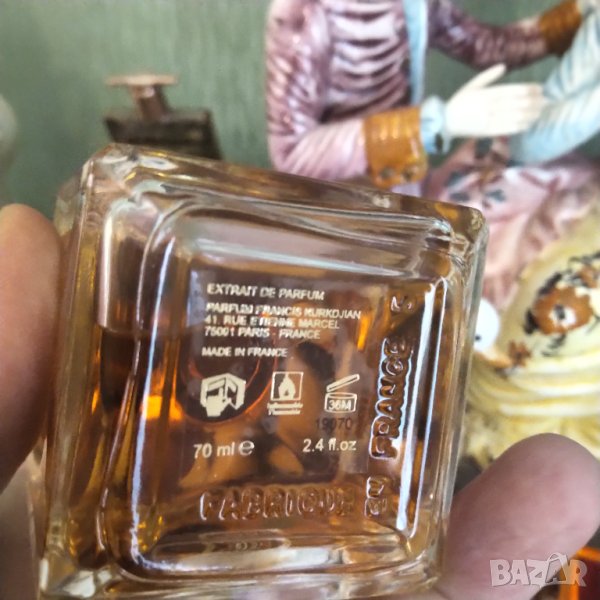 EXTRAIT DE PARFUM
PARFUM FRANCIS KURKDJIAN
41, RUE ETIENNE MARCEL
75001 PARIS - FRANCE
MADE IN FRANCE
36M
19070
70 ml e
2.4 fl.oz
FABRIQUE
EN FRANCE
BAZAR